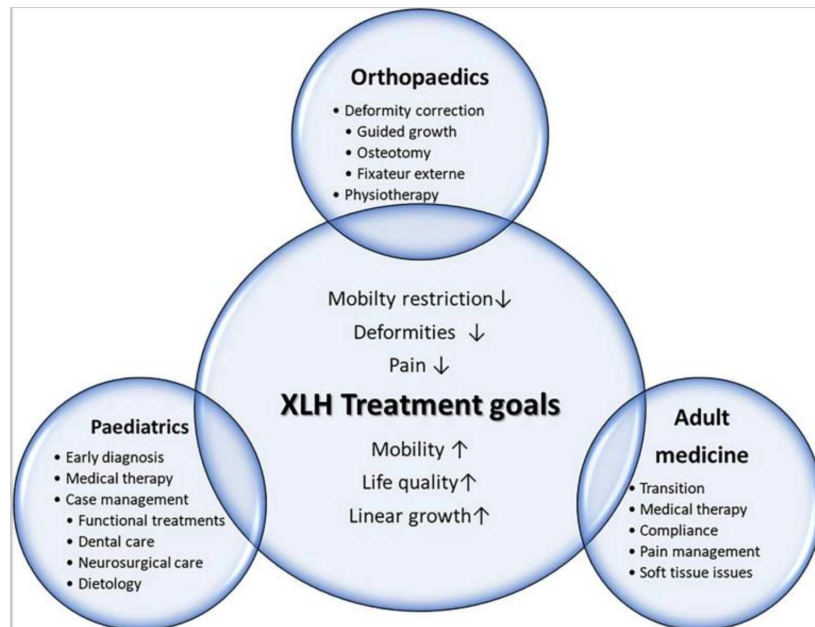 Orthopaedics
• Deformity correction
• Guided growth
• Osteotomy
• Fixateur externe
• Physiotherapy
Mobilty restriction↓
Deformities ↓
Pain ↓
XLH Treatment goals
Mobility ↑
Life quality↑
Linear growth↑
Paediatrics
• Early diagnosis
• Medical therapy
• Case management
• Functional treatments
• Dental care
• Neurosurgical care
• Dietology
Adult
medicine
• Transition
• Medical therapy
• Compliance
• Pain management
• Soft tissue issues